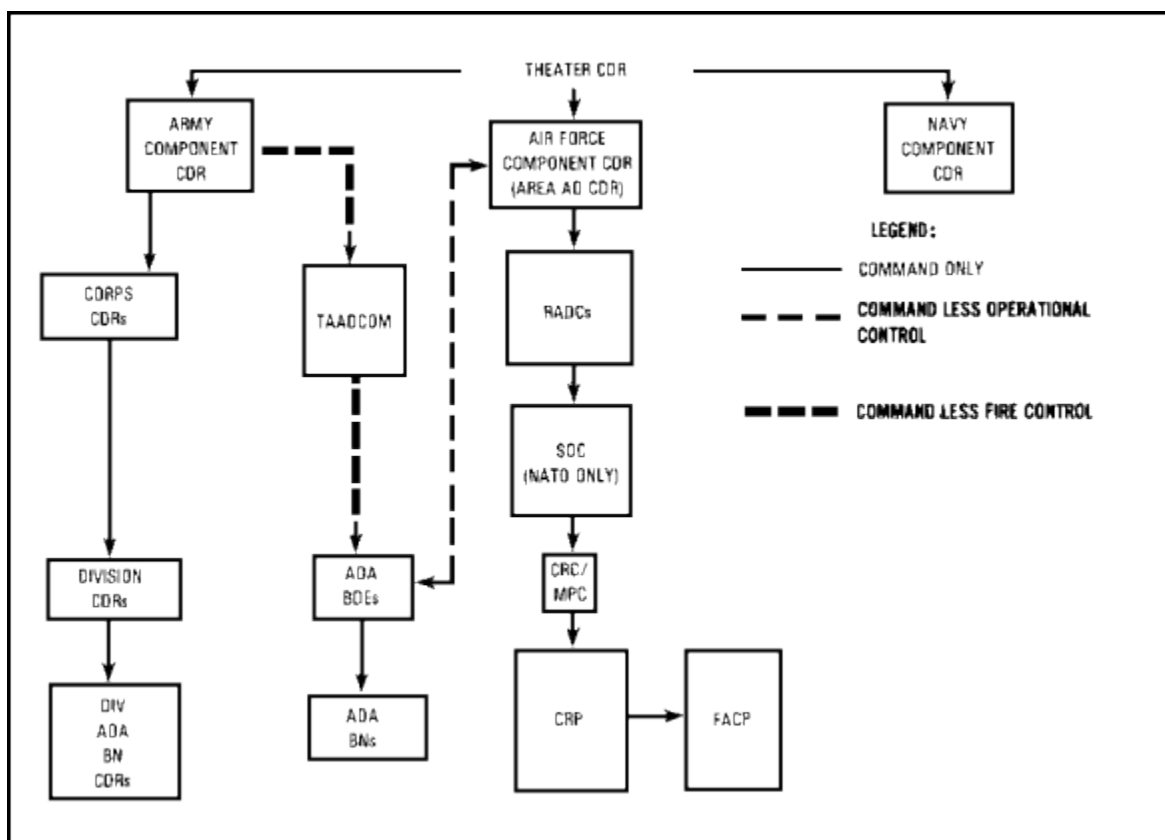 THEATER CDR
ARMY
COMPONENT
CDR
AIR FORCE
COMPONENT CDR
(AREA AD CDR)
NAVY
COMPONENT
CDR
LEGEND:
COMMAND ONLY
COMMAND LESS OPERATIONAL
CONTROL
COMMAND LESS FIRE CONTROL
CORPS
CDRs
TAADCOM
RADCs
SOC
(NATO ONLY)
DIVISION
CDRs
ADA
BDEs
CRC/
MPC
DIV
ADA
BN
CDRs
ADA
BNs
CRP
FACP